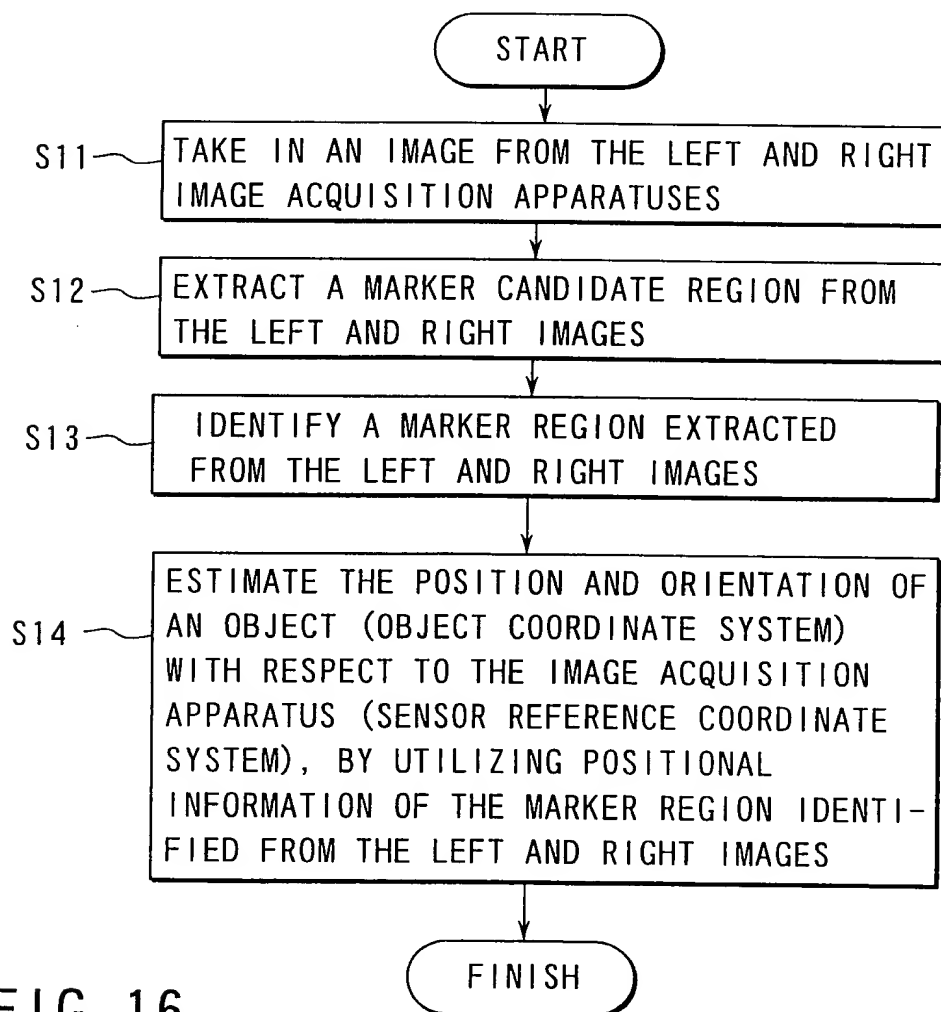 START
S11
TAKE IN AN IMAGE FROM THE LEFT AND RIGHT
IMAGE ACQUISITION APPARATUSES
S12
EXTRACT A MARKER CANDIDATE REGION FROM
THE LEFT AND RIGHT IMAGES
S13
IDENTIFY A MARKER REGION EXTRACTED
FROM THE LEFT AND RIGHT IMAGES
S14
ESTIMATE THE POSITION AND ORIENTATION OF
AN OBJECT (OBJECT COORDINATE SYSTEM)
WITH RESPECT TO THE IMAGE ACQUISITION
APPARATUS (SENSOR REFERENCE COORDINATE
SYSTEM), BY UTILIZING POSITIONAL
INFORMATION OF THE MARKER REGION IDENTI-
FIED FROM THE LEFT AND RIGHT IMAGES
FINISH
FIG. 16